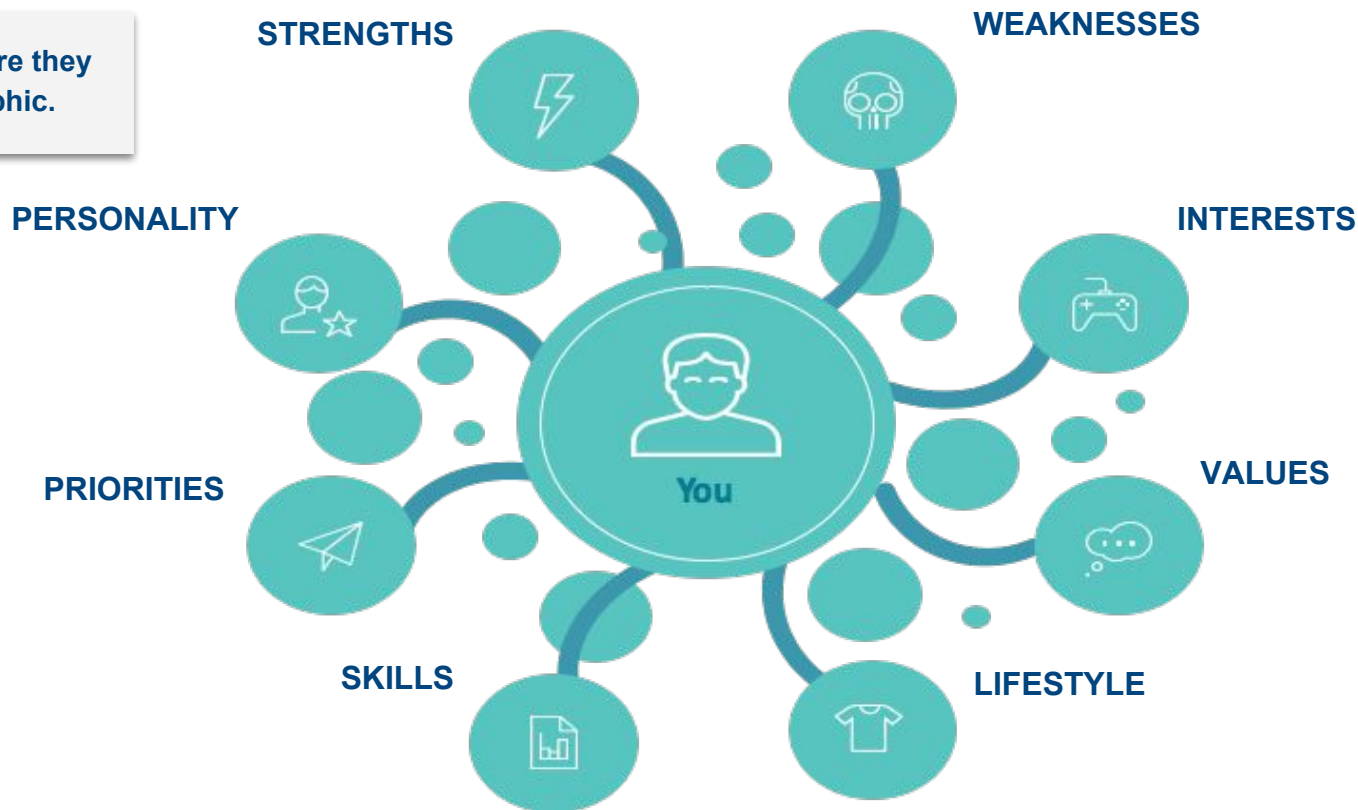 re they
phic.
STRENGTHS
WEAKNESSES
PERSONALITY
INTERESTS
You
PRIORITIES
VALUES
SKILLS
LIFESTYLE